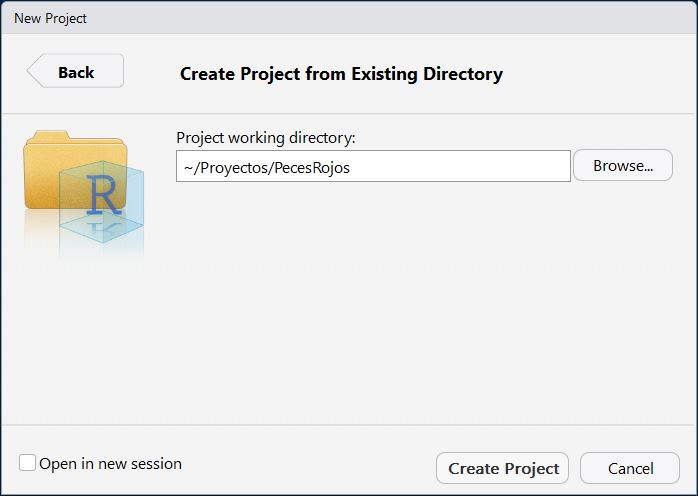 New Project
Back
Create Project from Existing Directory
Project working directory:
~/Proyectos/PecesRojos
Browse...
R
Open in new session
Create Project
Cancel